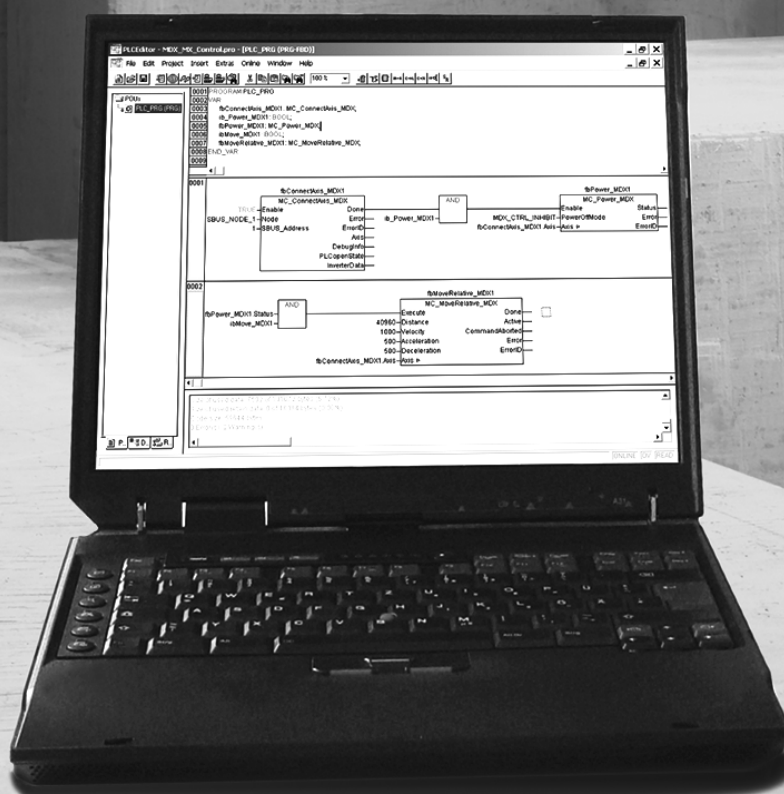 PLCEditor - MDX_MX_Control.pro - [PLC_PRG (PRG-FBD)]
File Edit Project Insert Extras Online Window Help
100 %
POUs
PLC_PRG (PRG)
0001 PROGRAM PLC_PRG
0002 VAR
0003 fbConnectAxis_MDX1: MC_ConnectAxis_MDX;
0004 ib_Power_MDX1: BOOL;
0005 fbPower_MDX1: MC_Power_MDX;
0006 ibMove_MDX1: BOOL;
0007 fbMoveRelative_MDX1: MC_MoveRelative_MDX;
0008 END_VAR
0009
0001
fbConnectAxis_MDX1
MC_ConnectAxis_MDX
TRUE Enable Done
SBUS_NODE_1 Node Error
1 SBUS_Address ErrorID
Axis
DebugInfo
PLCopenState
InverterData
ib_Power_MDX1
AND
fbPower_MDX1
MC_Power_MDX
Enable Status
MDX_CTRL_INHIBIT PowerOffMode Error
fbConnectAxis_MDX1.Axis Axis ErrorID
0002
fbPower_MDX1.Status
ibMove_MDX1
AND
fbMoveRelative_MDX1
MC_MoveRelative_MDX
Execute Done
40960 Distance Active
1000 Velocity CommandAborted
500 Acceleration Error
500 Deceleration ErrorID
fbConnectAxis_MDX1.Axis Axis
P... D... R...
ONLINE OV READ